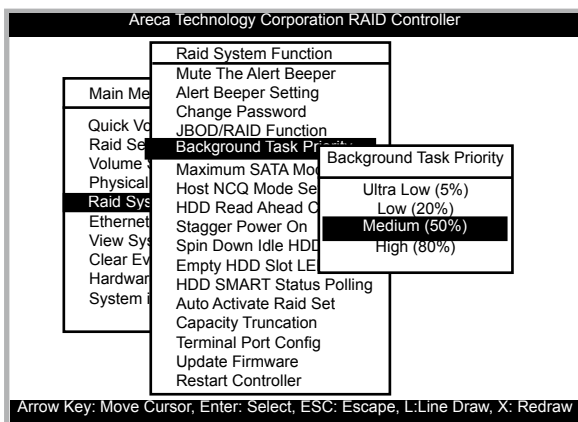 Areca Technology Corporation RAID Controller
Main Me
Quick Vo
Raid Se
Volume
Physical
Raid Sys
Ethernet
View Sys
Clear Ev
Hardwar
System i
Raid System Function
Mute The Alert Beeper
Alert Beeper Setting
Change Password
JBOD/RAID Function
Background Task Priority
Maximum SATA Mo
Host NCQ Mode Se
HDD Read Ahead C
Stagger Power On
Spin Down Idle HDD
Empty HDD Slot LE
HDD SMART Status Polling
Auto Activate Raid Set
Capacity Truncation
Terminal Port Config
Update Firmware
Restart Controller
Background Task Priority
Ultra Low (5%)
Low (20%)
Medium (50%)
High (80%)
Arrow Key: Move Cursor, Enter: Select, ESC: Escape, L:Line Draw, X: Redraw